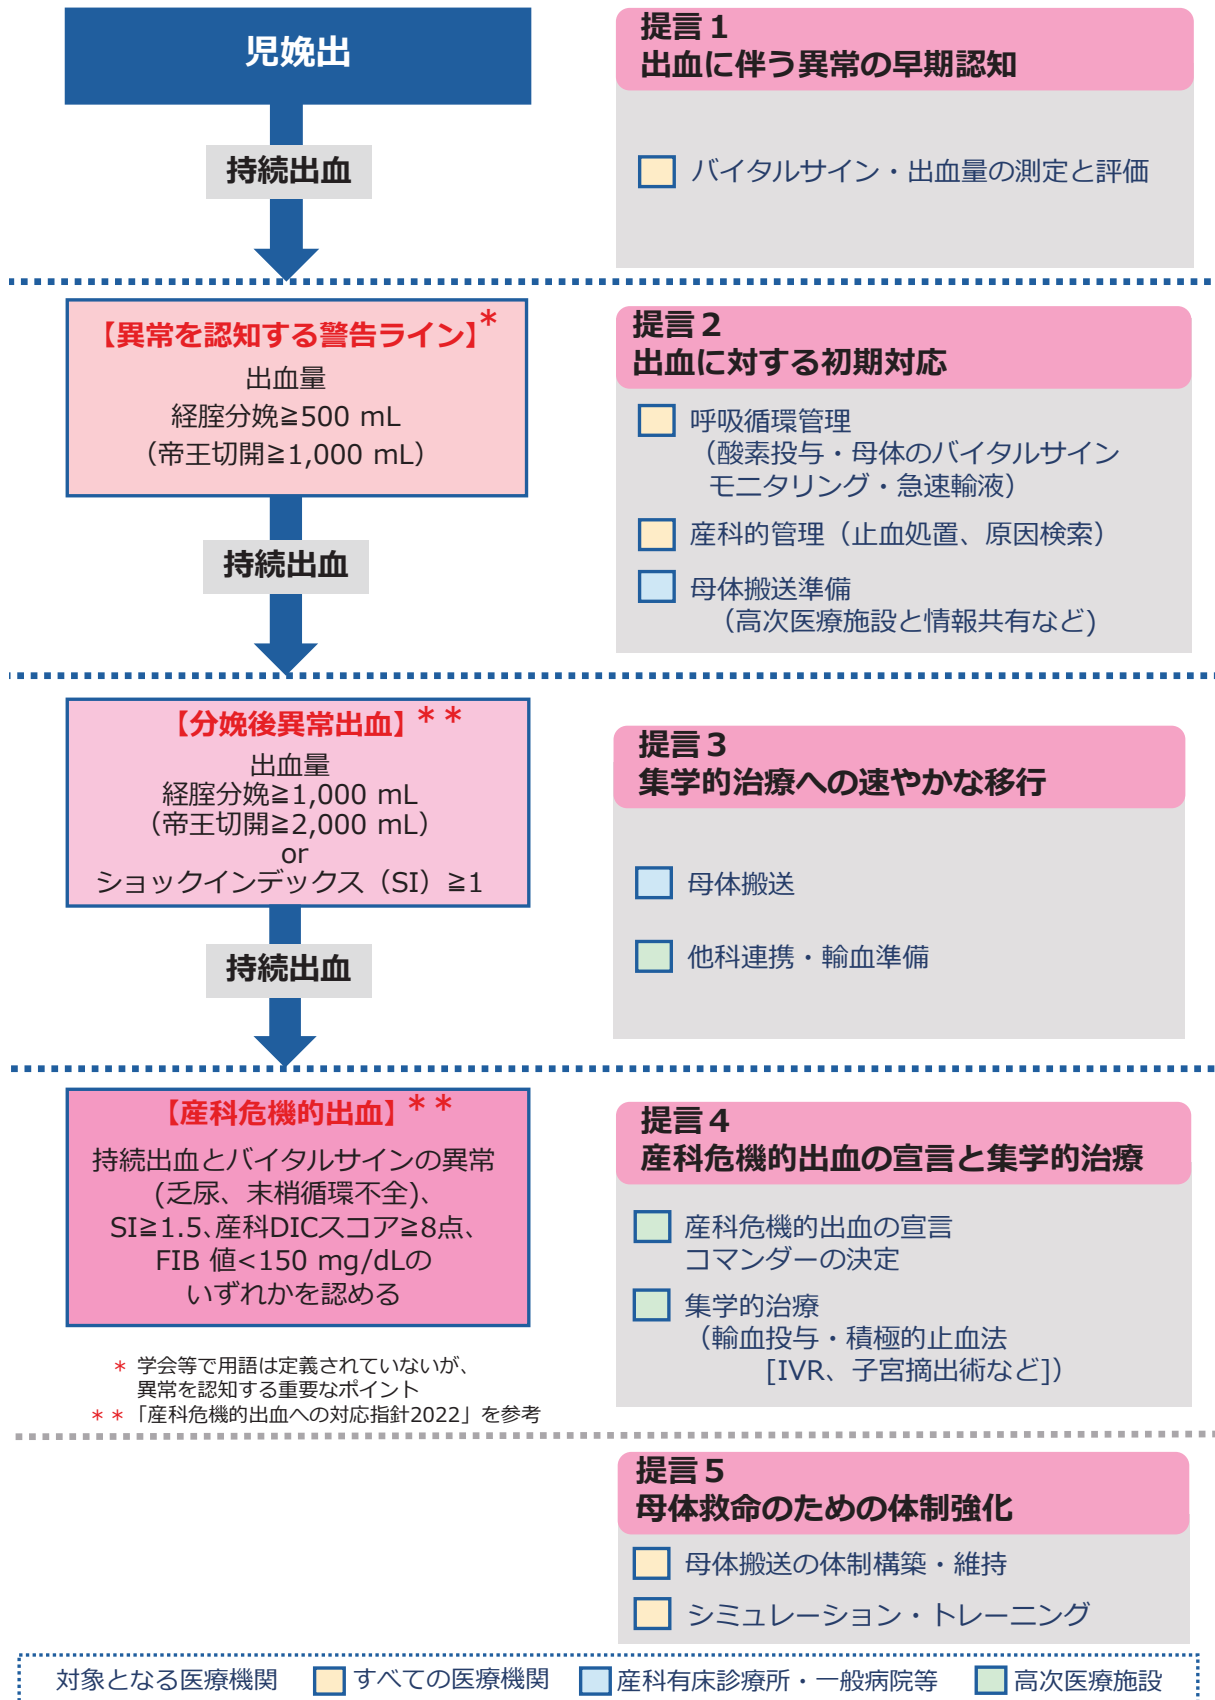 児娩出
持続出血
提言1
出血に伴う異常の早期認知
バイタルサイン・出血量の測定と評価
【異常を認知する警告ライン】*
出血量
経腟分娩≧500 mL
（帝王切開≧1,000 mL）
持続出血
提言2
出血に対する初期対応
呼吸循環管理
（酸素投与・母体のバイタルサイン
モニタリング・急速輸液）
産科的管理（止血処置、原因検索）
母体搬送準備
（高次医療施設と情報共有など)
【分娩後異常出血】**
出血量
経腟分娩≧1,000 mL
（帝王切開≧2,000 mL）
or
ショックインデックス（SI）≧1
持続出血
提言3
集学的治療への速やかな移行
母体搬送
他科連携・輸血準備
【産科危機的出血】**
持続出血とバイタルサインの異常
(乏尿、末梢循環不全)、
SI≧1.5、産科DICスコア≧8点、
FIB 値<150 mg/dLの
いずれかを認める
* 学会等で用語は定義されていないが、
異常を認知する重要なポイント
**「産科危機的出血への対応指針2022」を参考
提言4
産科危機的出血の宣言と集学的治療
産科危機的出血の宣言
コマンダーの決定
集学的治療
（輸血投与・積極的止血法
[IVR、子宮摘出術など]）
提言5
母体救命のための体制強化
母体搬送の体制構築・維持
シミュレーション・トレーニング
対象となる医療機関 すべての医療機関 産科有床診療所・一般病院等 高次医療施設